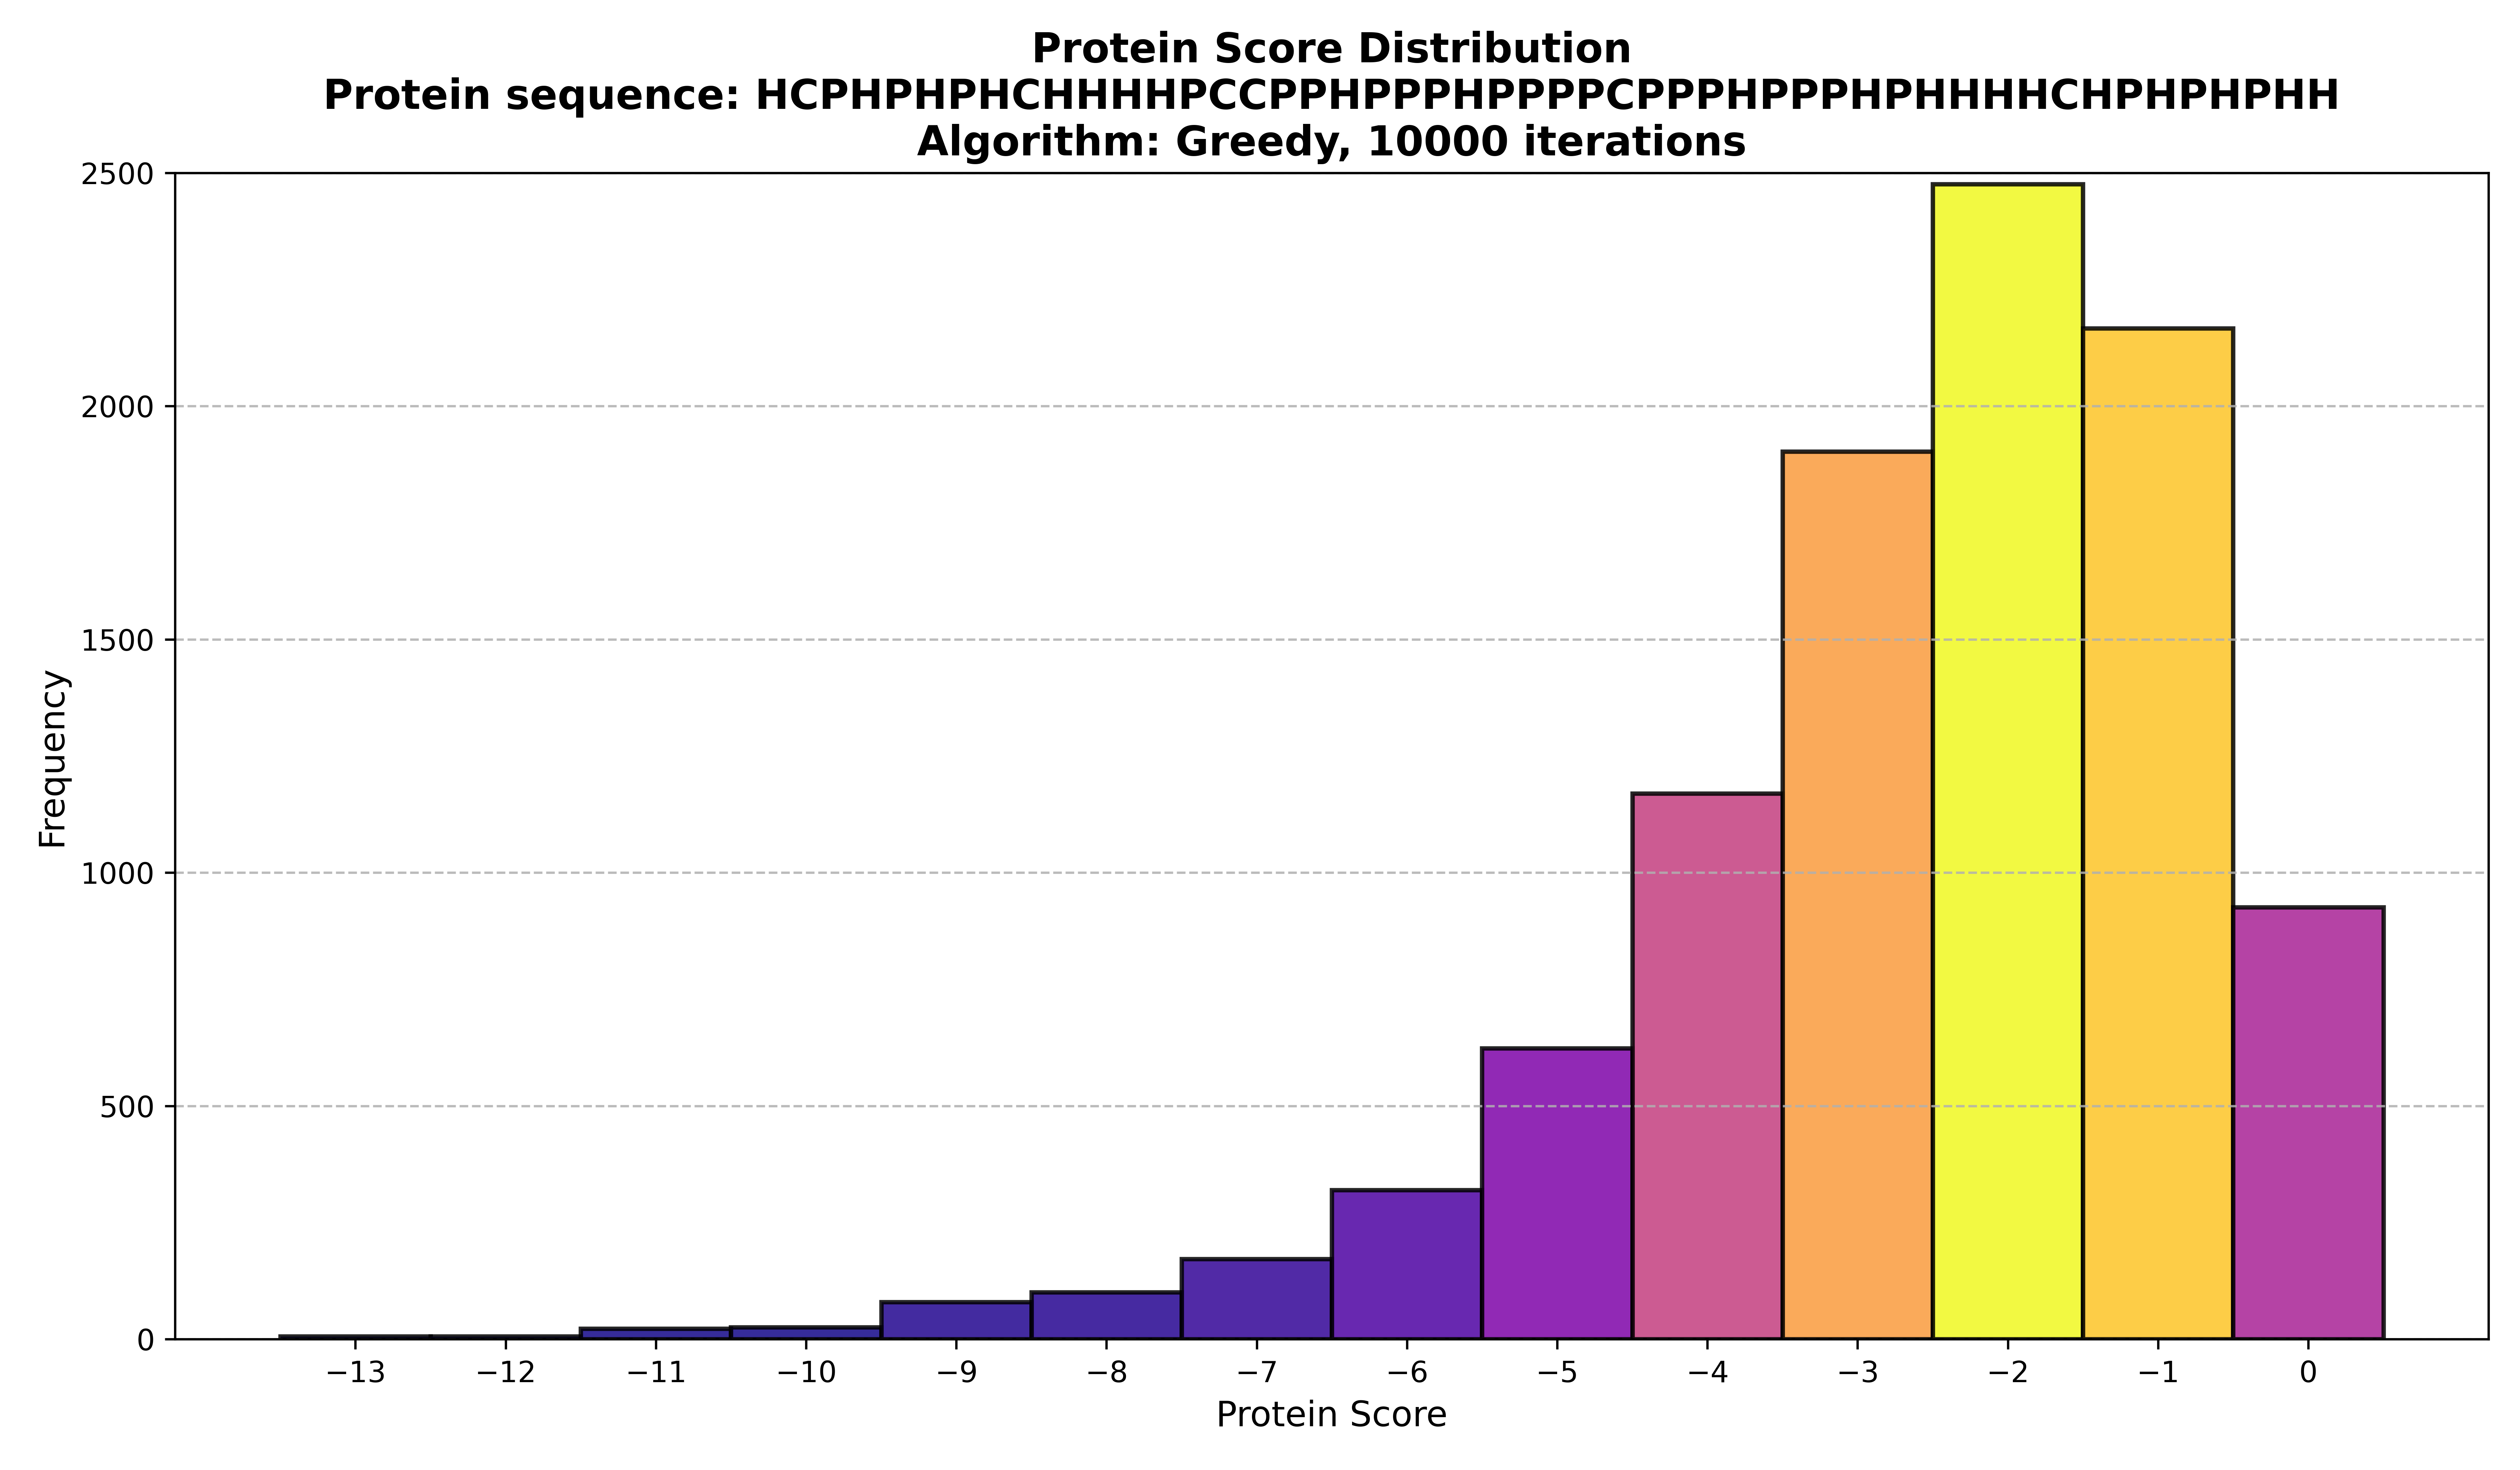 Protein Score Distribution
Protein sequence: HCPHPHPHCHHHHPCCPPHPPPHPPPPCPPPHPPPHPHHHHCHPHPHPHH
Algorithm: Greedy, 10000 iterations
2500
2000
1500
1000
500
0
Frequency
−13 −12 −11 −10 −9 −8 −7 −6 −5 −4 −3 −2 −1 0
Protein Score